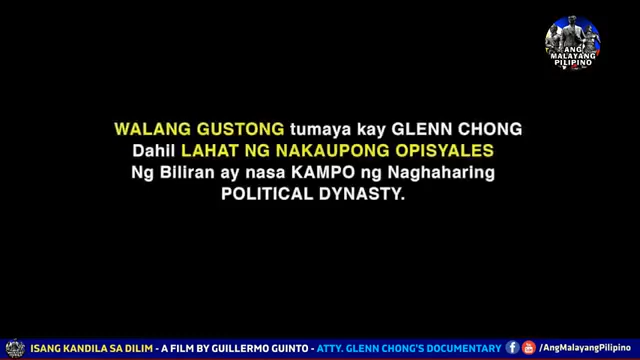 ANG
MALAYANG
PILIPINO
WALANG GUSTONG tumaya kay GLENN CHONG
Dahil LAHAT NG NAKAUPONG OPISYALES
Ng Biliran ay nasa KAMPO ng Naghaharing
POLITICAL DYNASTY.
ISANG KANDILA SA DILIM - A FILM BY GUILLERMO GUINTO - ATTY. GLENN CHONG'S DOCUMENTARY /AngMalayangPilipino